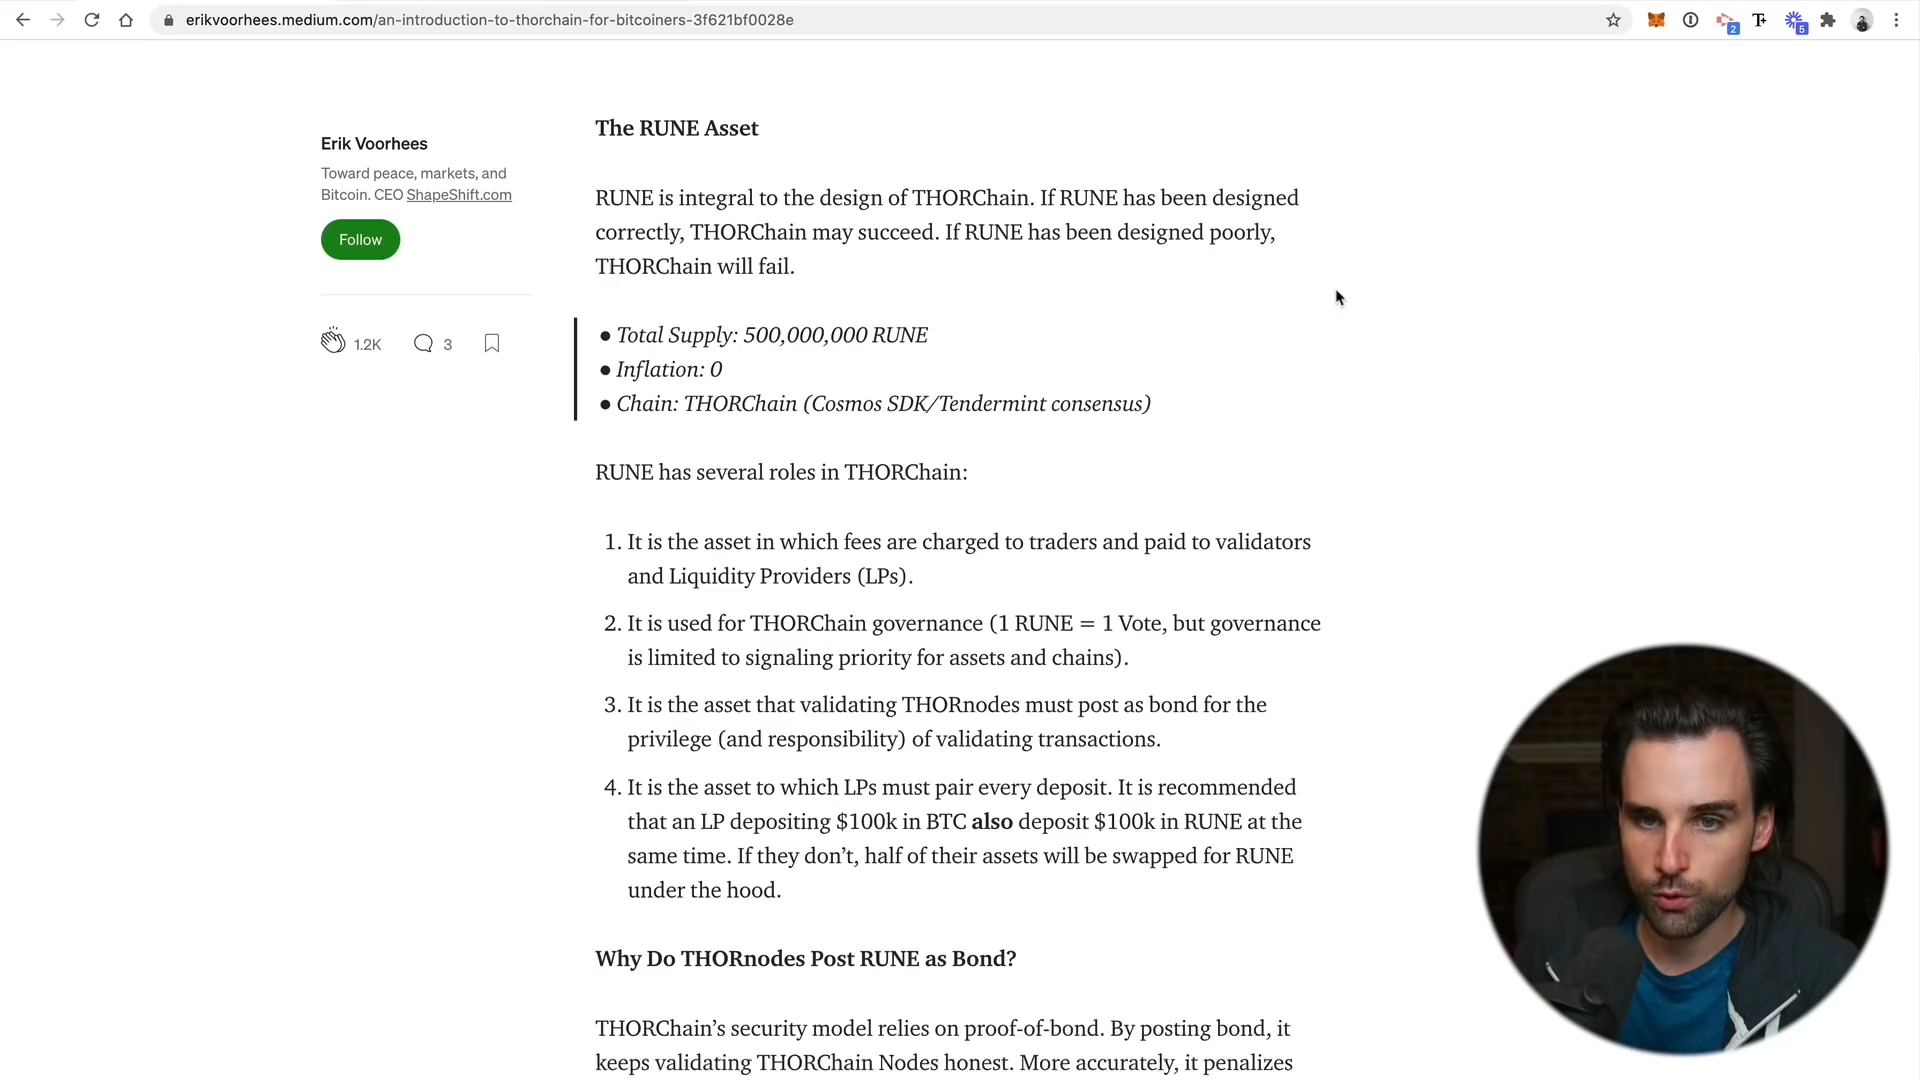 erikvoorhees.medium.com/an-introduction-to-thorchain-for-bitcoiners-3f621bf0028e
2
T
5
Erik Voorhees
Toward peace, markets, and
Bitcoin. CEO ShapeShift.com
Follow
1.2K
3
The RUNE Asset
RUNE is integral to the design of THORChain. If RUNE has been designed
correctly, THORChain may succeed. If RUNE has been designed poorly,
THORChain will fail.
● Total Supply: 500,000,000 RUNE
● Inflation: 0
● Chain: THORChain (Cosmos SDK/Tendermint consensus)
RUNE has several roles in THORChain:
1. It is the asset in which fees are charged to traders and paid to validators
and Liquidity Providers (LPs).
2. It is used for THORChain governance (1 RUNE = 1 Vote, but governance
is limited to signaling priority for assets and chains).
3. It is the asset that validating THORnodes must post as bond for the
privilege (and responsibility) of validating transactions.
4. It is the asset to which LPs must pair every deposit. It is recommended
that an LP depositing $100k in BTC also deposit $100k in RUNE at the
same time. If they don’t, half of their assets will be swapped for RUNE
under the hood.
Why Do THORnodes Post RUNE as Bond?
THORChain’s security model relies on proof-of-bond. By posting bond, it
keeps validating THORChain Nodes honest. More accurately, it penalizes